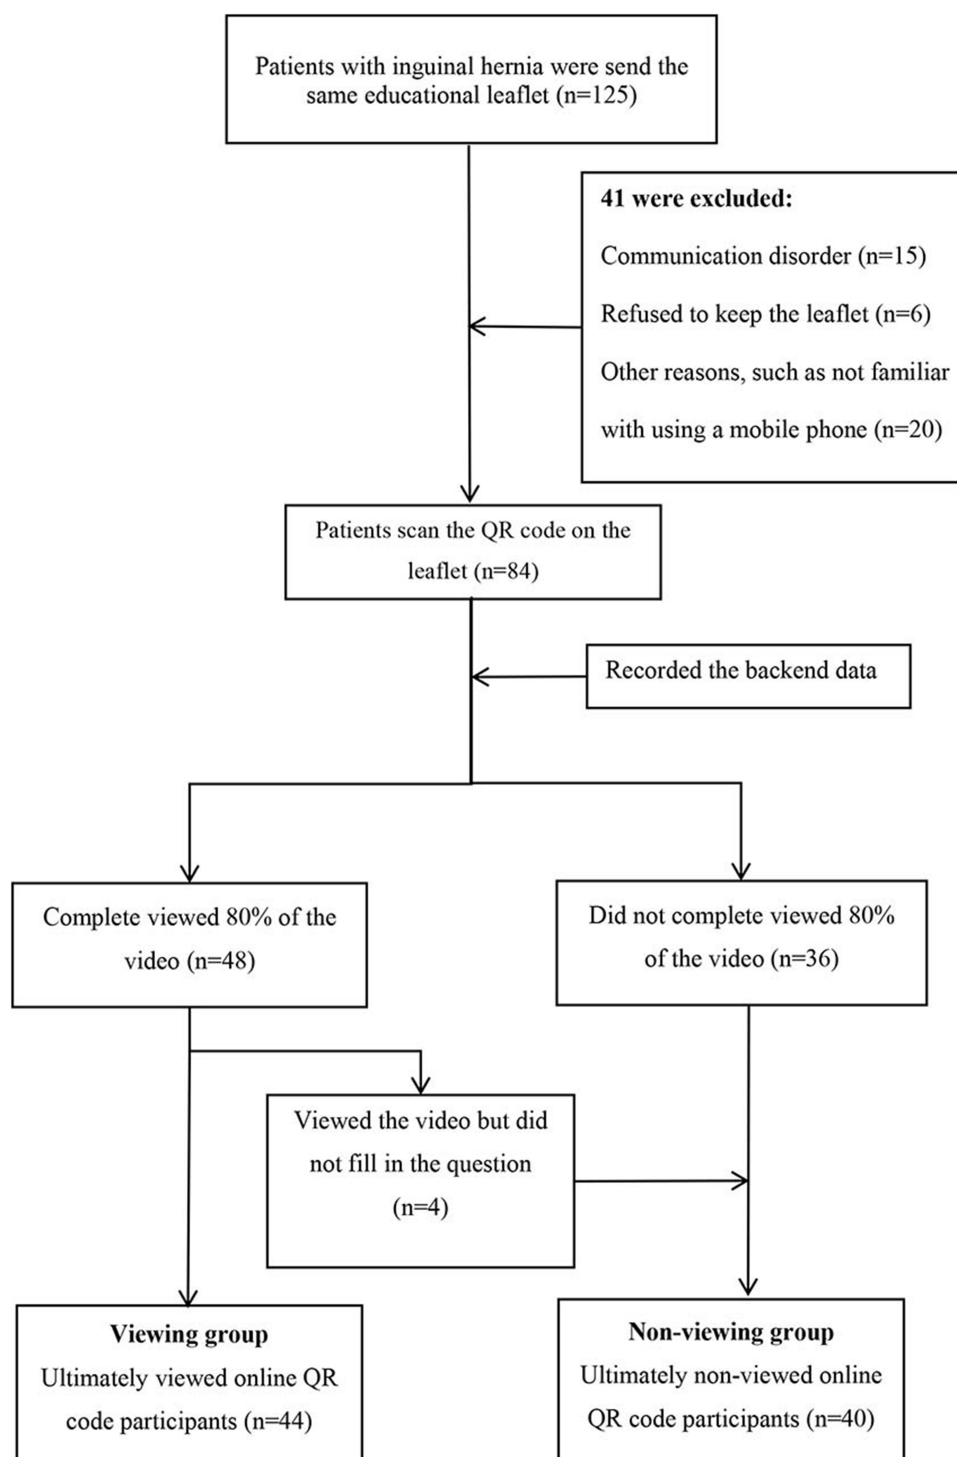 Patients with inguinal hernia were send the
same educational leaflet (n=125)
41 were excluded:
Communication disorder (n=15)
Refused to keep the leaflet (n=6)
Other reasons, such as not familiar
with using a mobile phone (n=20)
Patients scan the QR code on the
leaflet (n=84)
Recorded the backend data
Complete viewed 80% of the
video (n=48)
Did not complete viewed 80%
of the video (n=36)
Viewed the video but did
not fill in the question
(n=4)
Viewing group
Ultimately viewed online QR
code participants (n=44)
Non-viewing group
Ultimately non-viewed online
QR code participants (n=40)